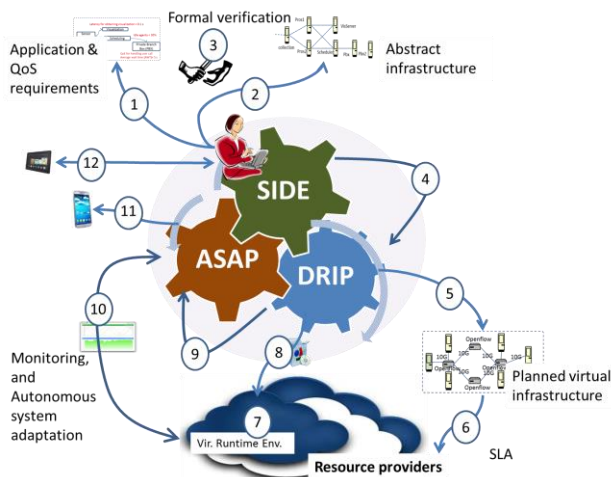 Formal verification
3
Application &
QoS
requirements
Abstract
infrastructure
1
2
12
SIDE
4
11
ASAP
DRIP
5
10
9
8
Openflow
10G
10G
10G
Openflow
Openflow
10G
10G
Openflow
Monitoring,
and
Autonomous
system
adaptation
Planned virtual
infrastructure
7
6
Vir. Runtime Env.
Resource providers
SLA